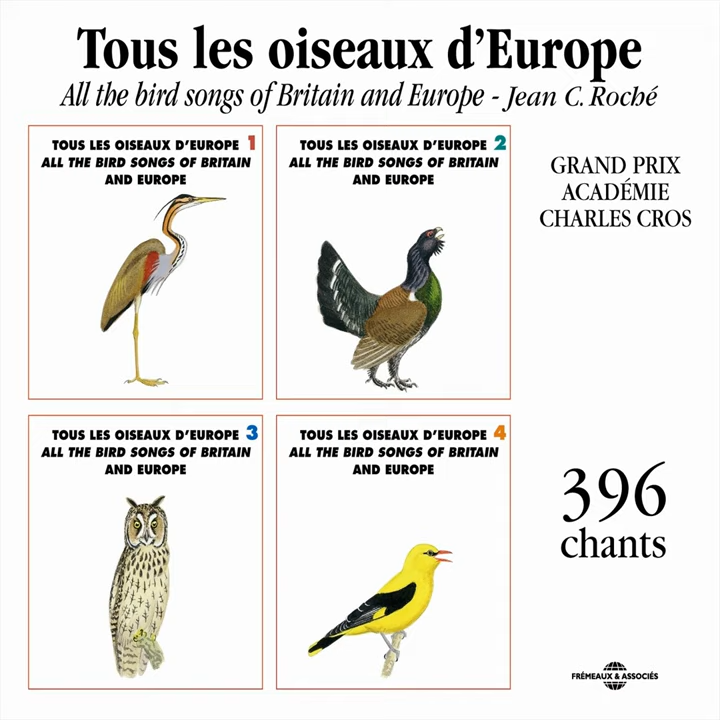 Tous les oiseaux d'Europe
All the bird songs of Britain and Europe - Jean C. Roché
TOUS LES OISEAUX D'EUROPE 1
ALL THE BIRD SONGS OF BRITAIN
AND EUROPE
TOUS LES OISEAUX D'EUROPE 2
ALL THE BIRD SONGS OF BRITAIN
AND EUROPE
GRAND PRIX
ACADÉMIE
CHARLES CROS
TOUS LES OISEAUX D'EUROPE 3
ALL THE BIRD SONGS OF BRITAIN
AND EUROPE
TOUS LES OISEAUX D'EUROPE 4
ALL THE BIRD SONGS OF BRITAIN
AND EUROPE
396
chants
FRÉMEAUX & ASSOCIÉS